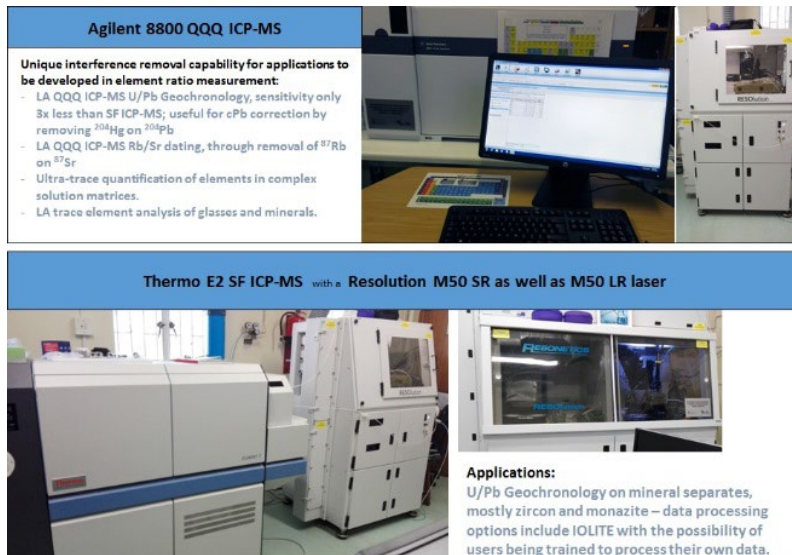 Agilent 8800 QQQ ICP-MS
Unique interference removal capability for applications to
be developed in element ratio measurement:
- LA QQQ ICP-MS U/Pb Geochronology, sensitivity only
3x less than SF ICP-MS; useful for cPb correction by
removing ²⁰⁴Hg on ²⁰⁴Pb
- LA QQQ ICP-MS Rb/Sr dating, through removal of ⁸⁷Rb
on ⁸⁷Sr
- Ultra-trace quantification of elements in complex
solution matrices.
- LA trace element analysis of glasses and minerals.
RESOlution
Thermo E2 SF ICP-MS with a Resolution M50 SR as well as M50 LR laser
RESOlution
RESONETICS
RESOlution
Applications:
U/Pb Geochronology on mineral separates,
mostly zircon and monazite – data processing
options include IOLITE with the possibility of
users being trained to process their own data.